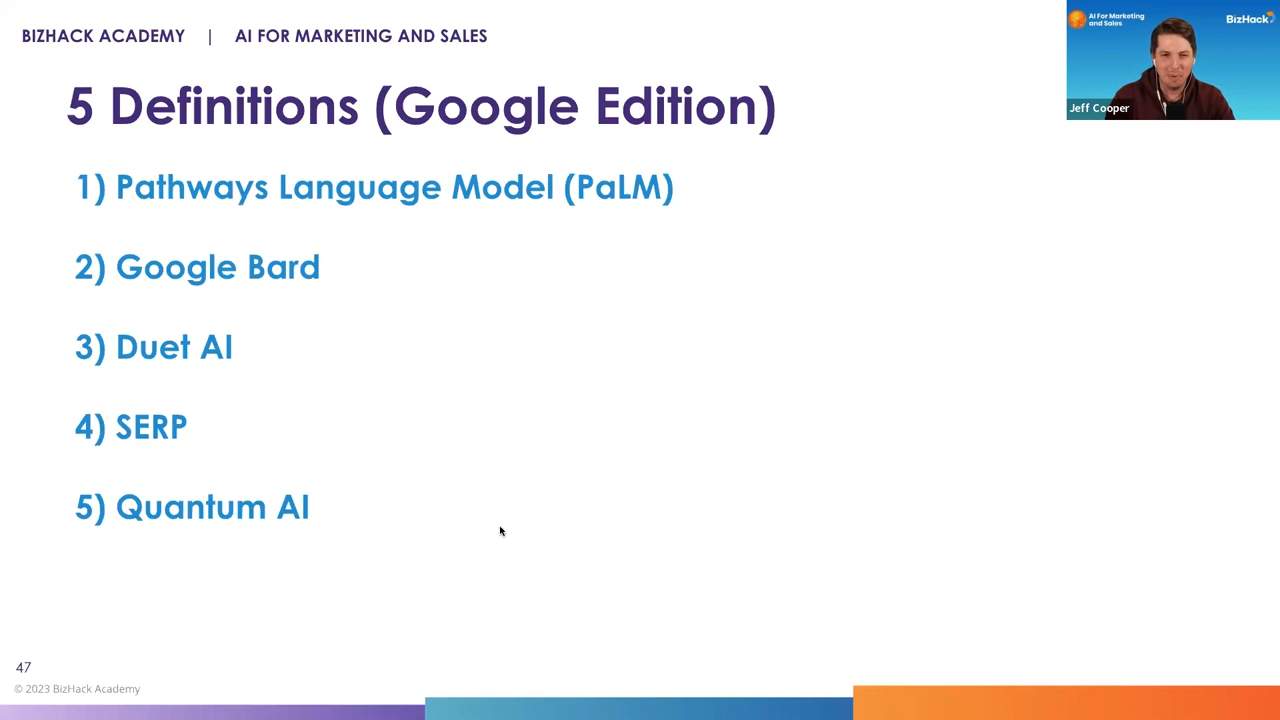 BIZHACK ACADEMY | AI FOR MARKETING AND SALES
AI For Marketing
and Sales
BizHack
Jeff Cooper
5 Definitions (Google Edition)
1) Pathways Language Model (PaLM)
2) Google Bard
3) Duet AI
4) SERP
5) Quantum AI
47
© 2023 BizHack Academy